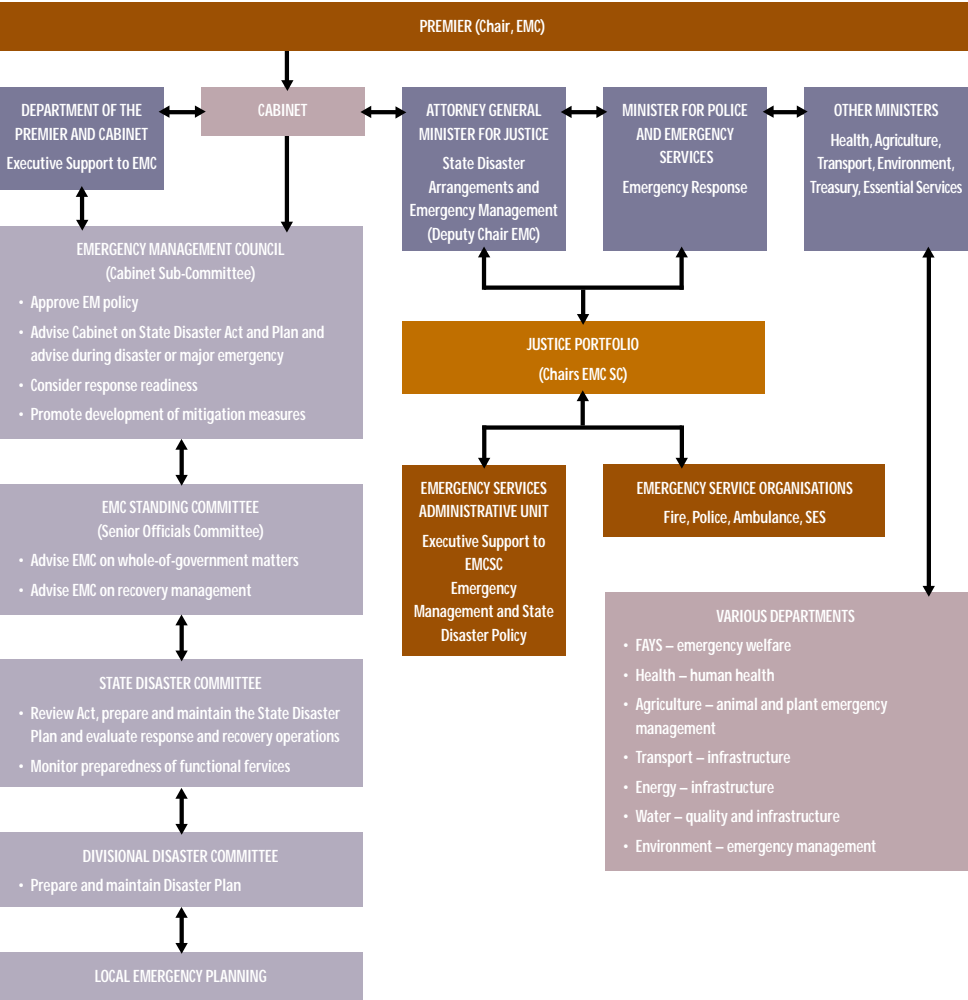 PREMIER (Chair, EMC)
DEPARTMENT OF THE
PREMIER AND CABINET
Executive Support to EMC
CABINET
ATTORNEY GENERAL
MINISTER FOR JUSTICE
State Disaster
Arrangements and
Emergency Management
(Deputy Chair EMC)
MINISTER FOR POLICE
AND EMERGENCY
SERVICES
Emergency Response
OTHER MINISTERS
Health, Agriculture,
Transport, Environment,
Treasury, Essential Services
EMERGENCY MANAGEMENT COUNCIL
(Cabinet Sub-Committee)
• Approve EM policy
• Advise Cabinet on State Disaster Act and Plan and
advise during disaster or major emergency
• Consider response readiness
• Promote development of mitigation measures
JUSTICE PORTFOLIO
(Chairs EMC SC)
EMC STANDING COMMITTEE
(Senior Officials Committee)
• Advise EMC on whole-of-government matters
• Advise EMC on recovery management
EMERGENCY SERVICES
ADMINISTRATIVE UNIT
Executive Support to
EMCSC
Emergency
Management and State
Disaster Policy
EMERGENCY SERVICE ORGANISATIONS
Fire, Police, Ambulance, SES
STATE DISASTER COMMITTEE
• Review Act, prepare and maintain the State Disaster
Plan and evaluate response and recovery operations
• Monitor preparedness of functional fervices
VARIOUS DEPARTMENTS
• FAYS – emergency welfare
• Health – human health
• Agriculture – animal and plant emergency
management
• Transport – infrastructure
• Energy – infrastructure
• Water – quality and infrastructure
• Environment – emergency management
DIVISIONAL DISASTER COMMITTEE
• Prepare and maintain Disaster Plan
LOCAL EMERGENCY PLANNING